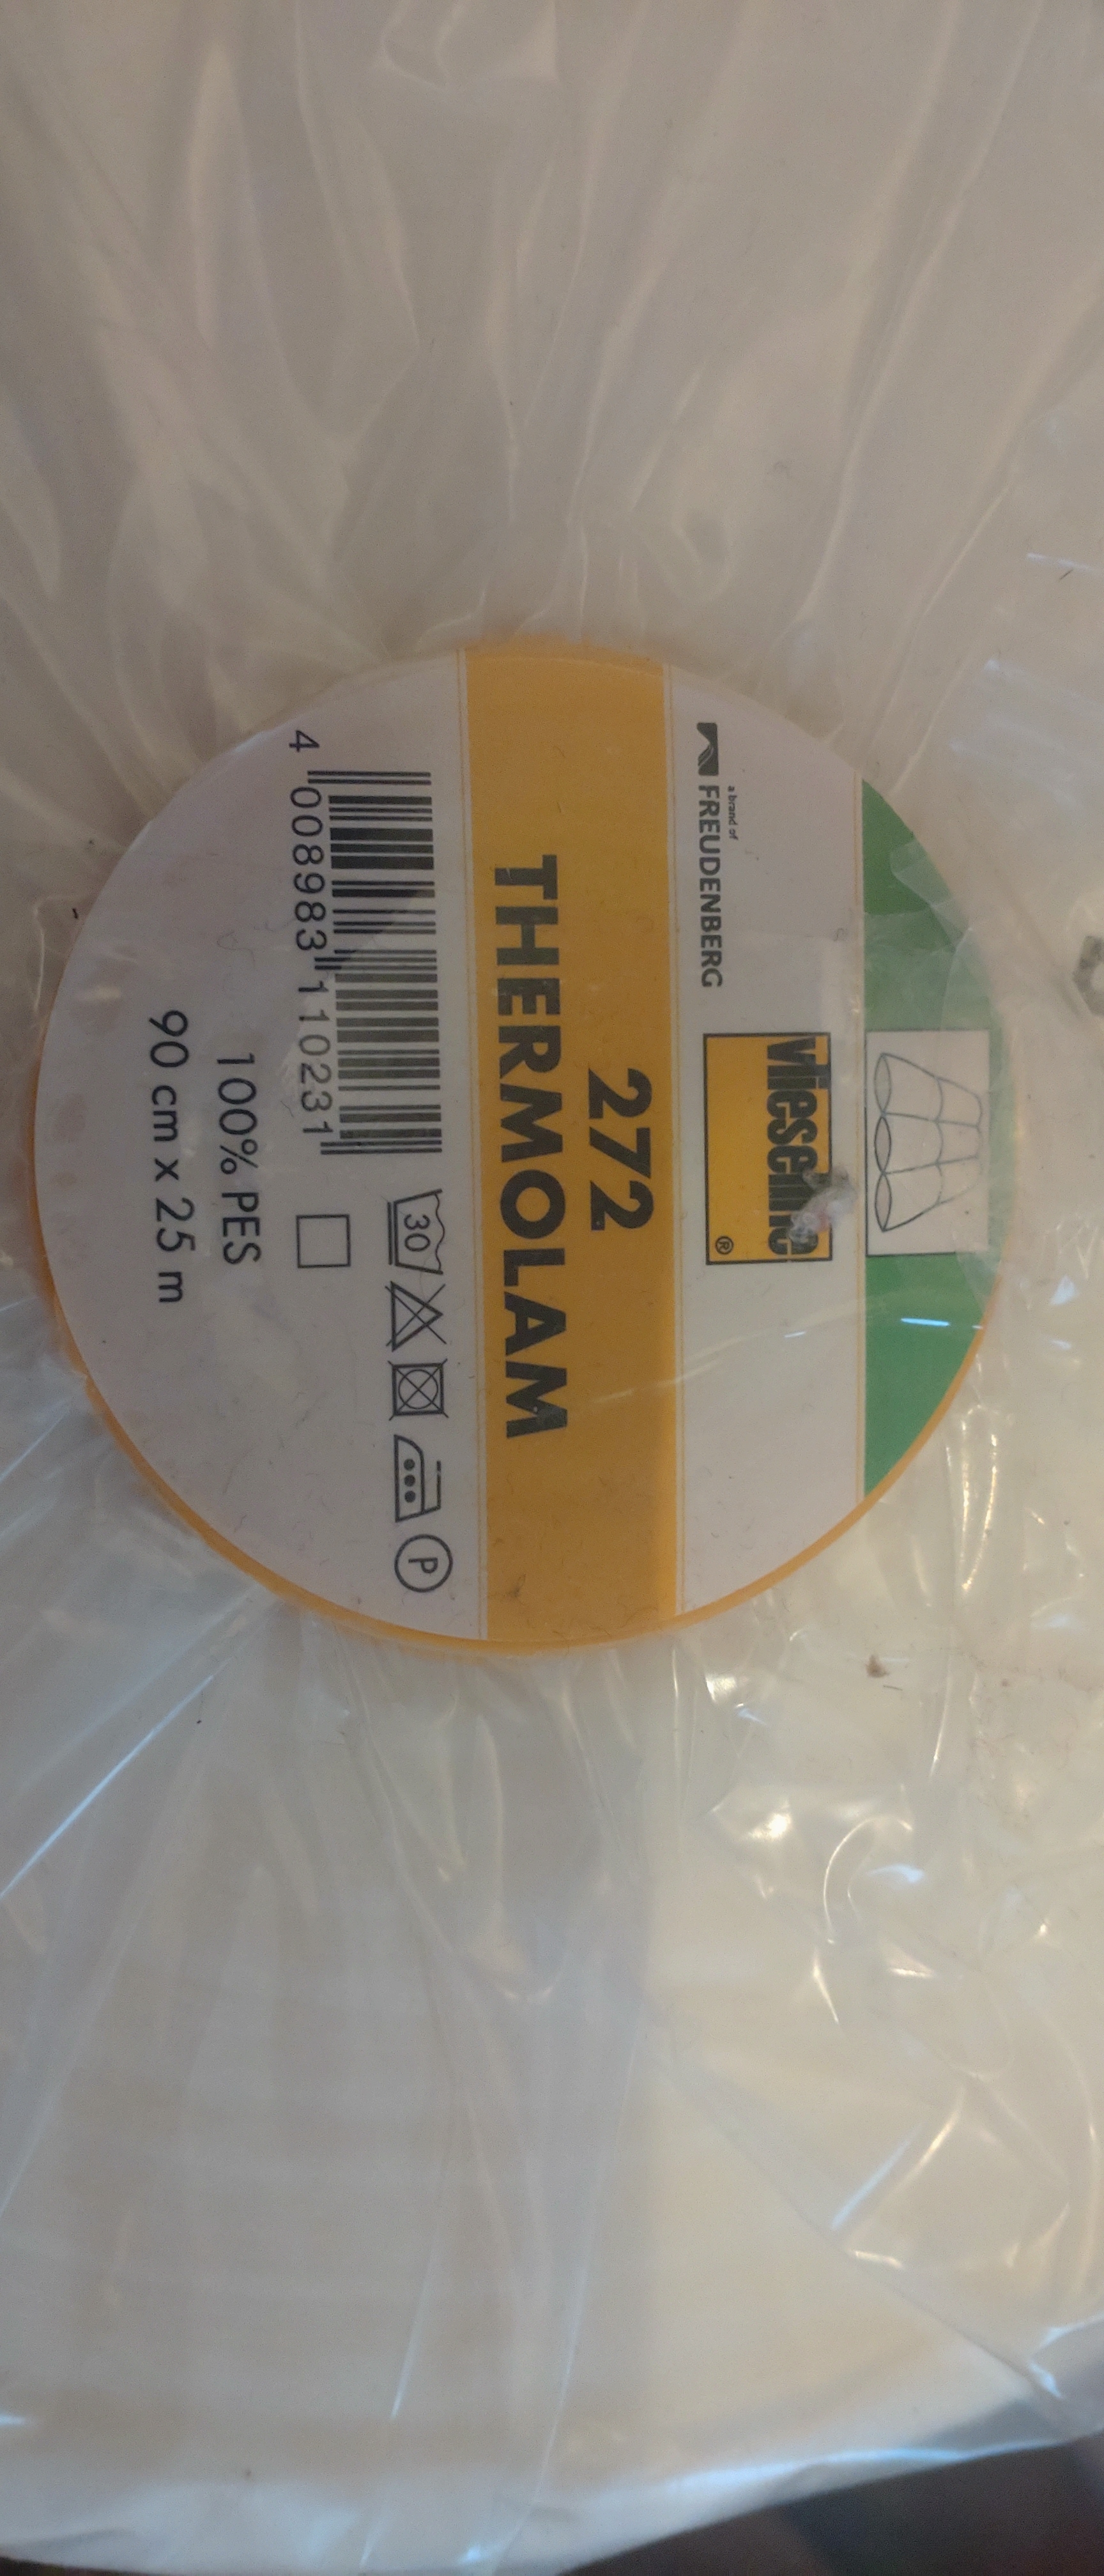 Vlieseline
®
a brand of
FREUDENBERG
272
THERMOLAM
30
P
4 008983 110231
100% PES
90 cm x 25 m